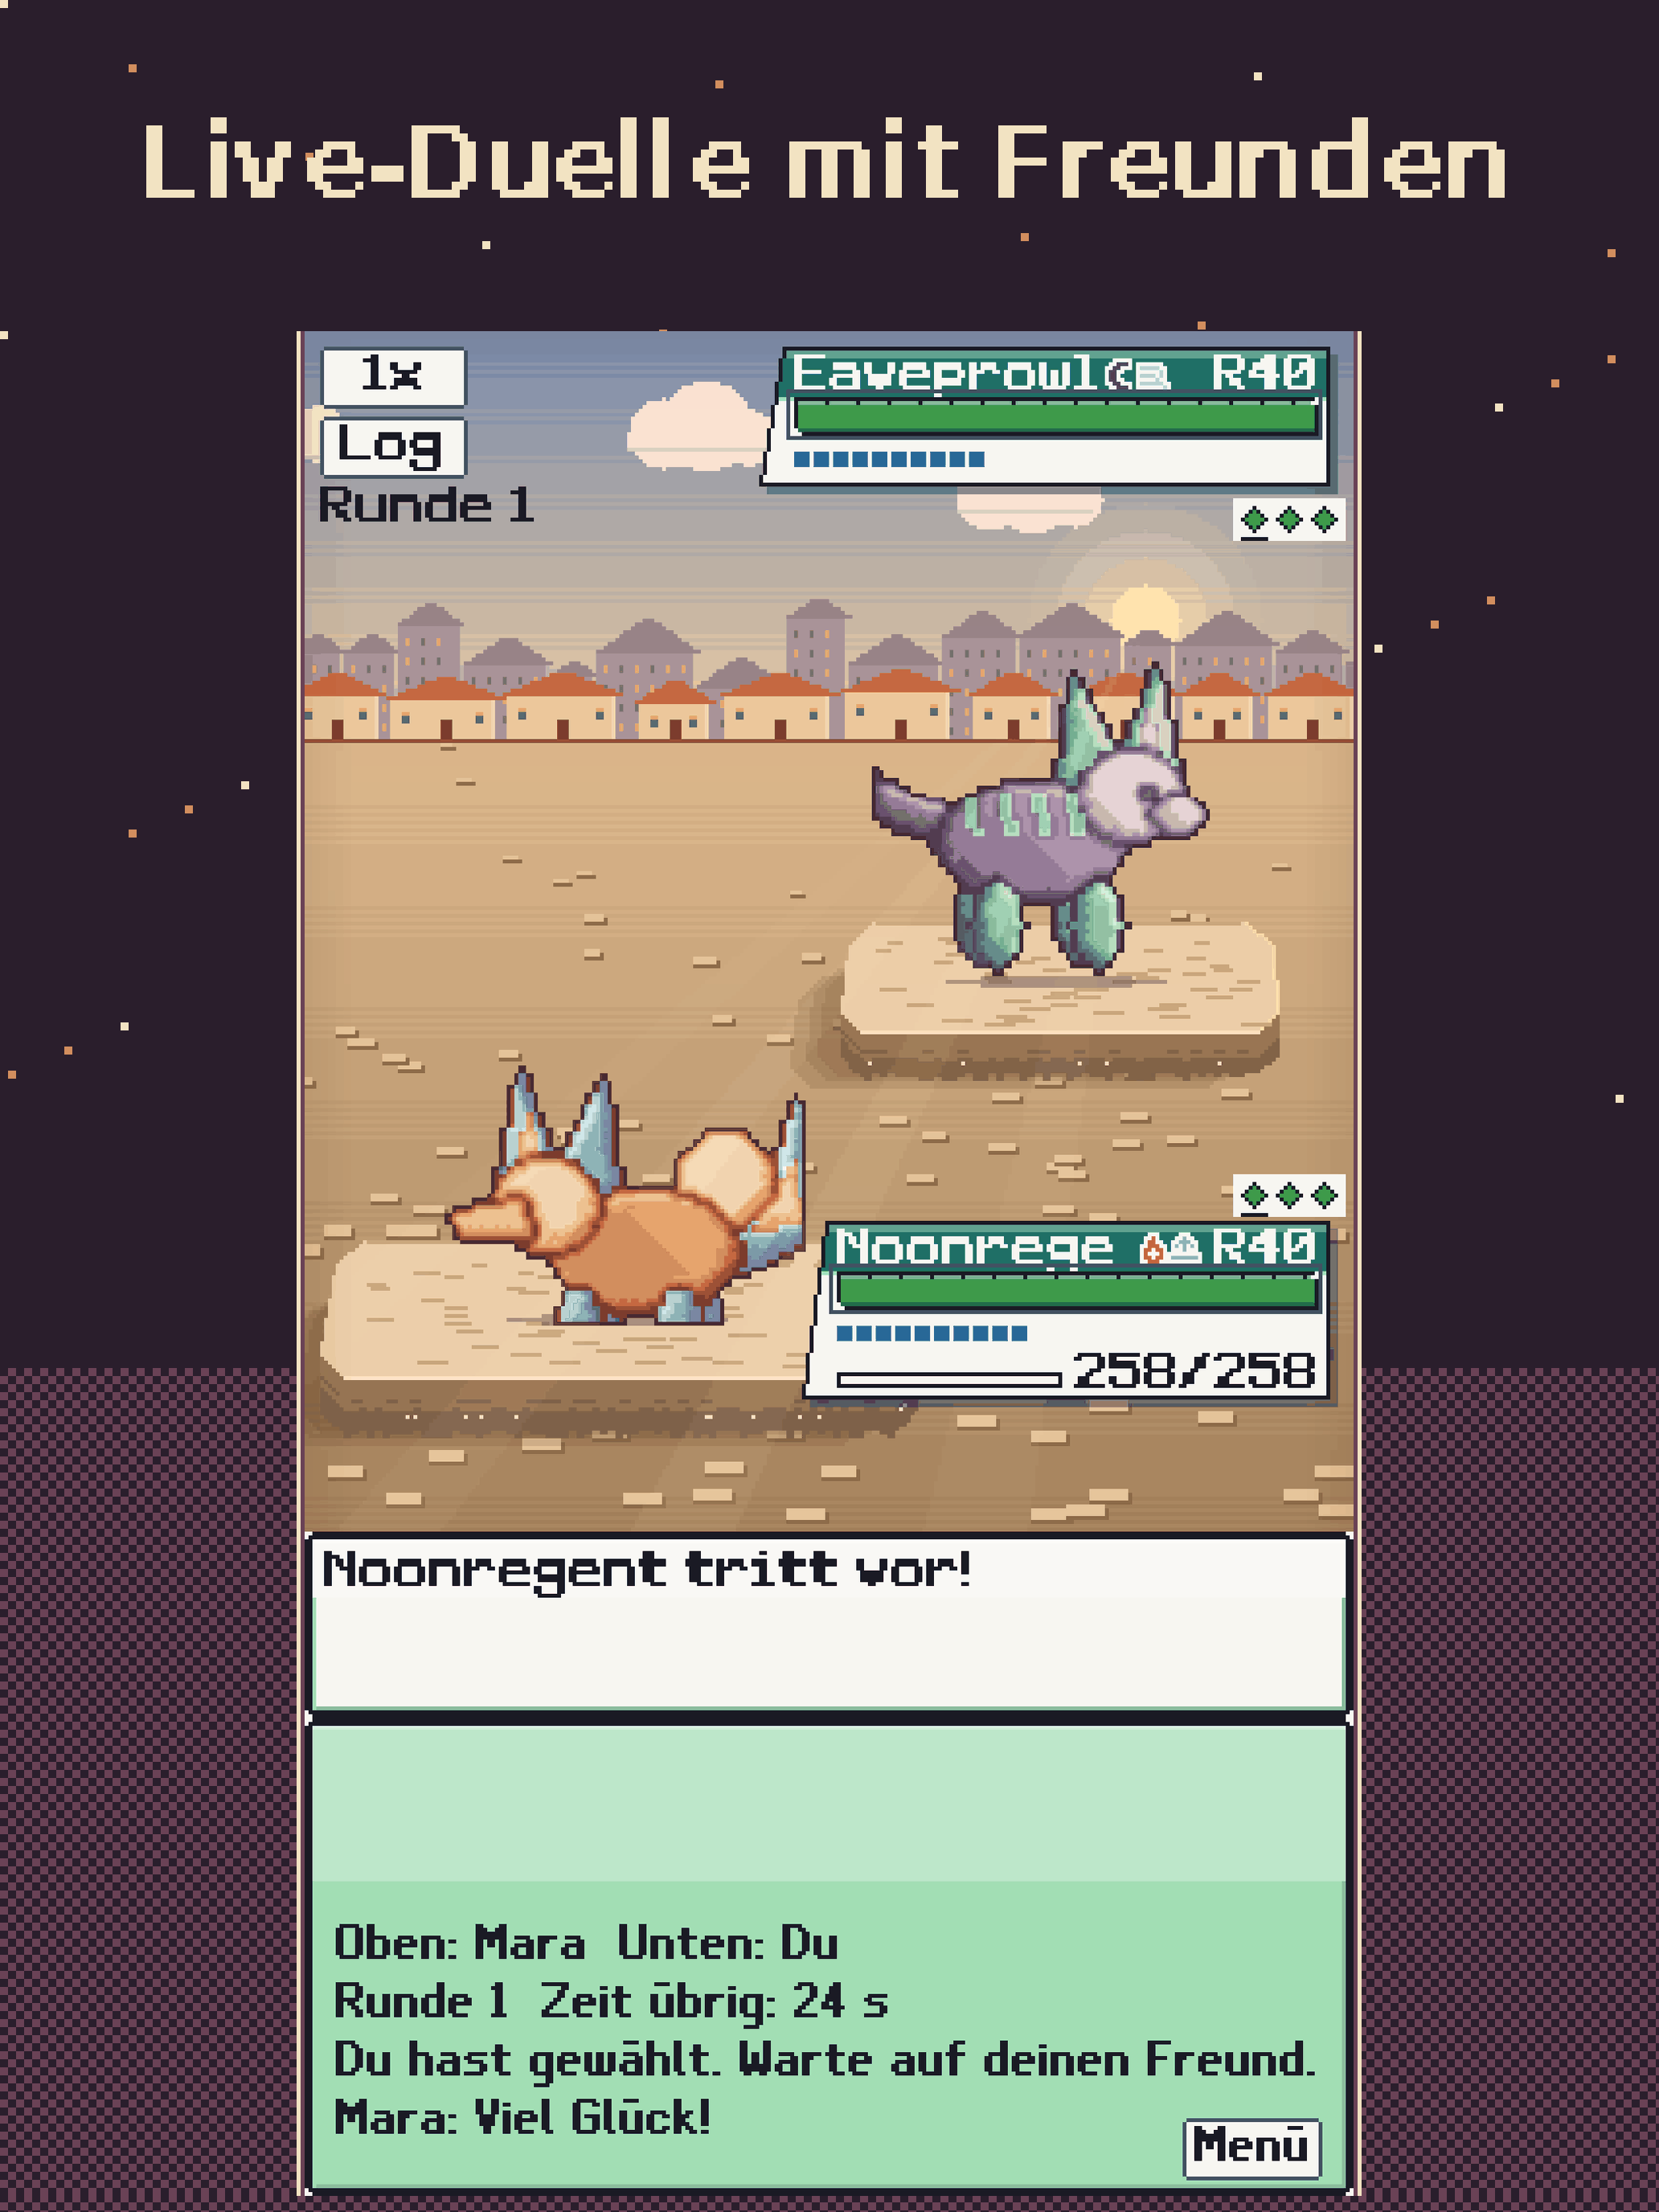 Live-Duelle mit Freunden
1x
Eaveprowl R40
Log
Runde 1
Noonrege R40
258/258
Noonregent tritt vor!
Oben: Mara Unten: Du
Runde 1 Zeit übrig: 24 s
Du hast gewählt. Warte auf deinen Freund.
Mara: Viel Glück!
Menü